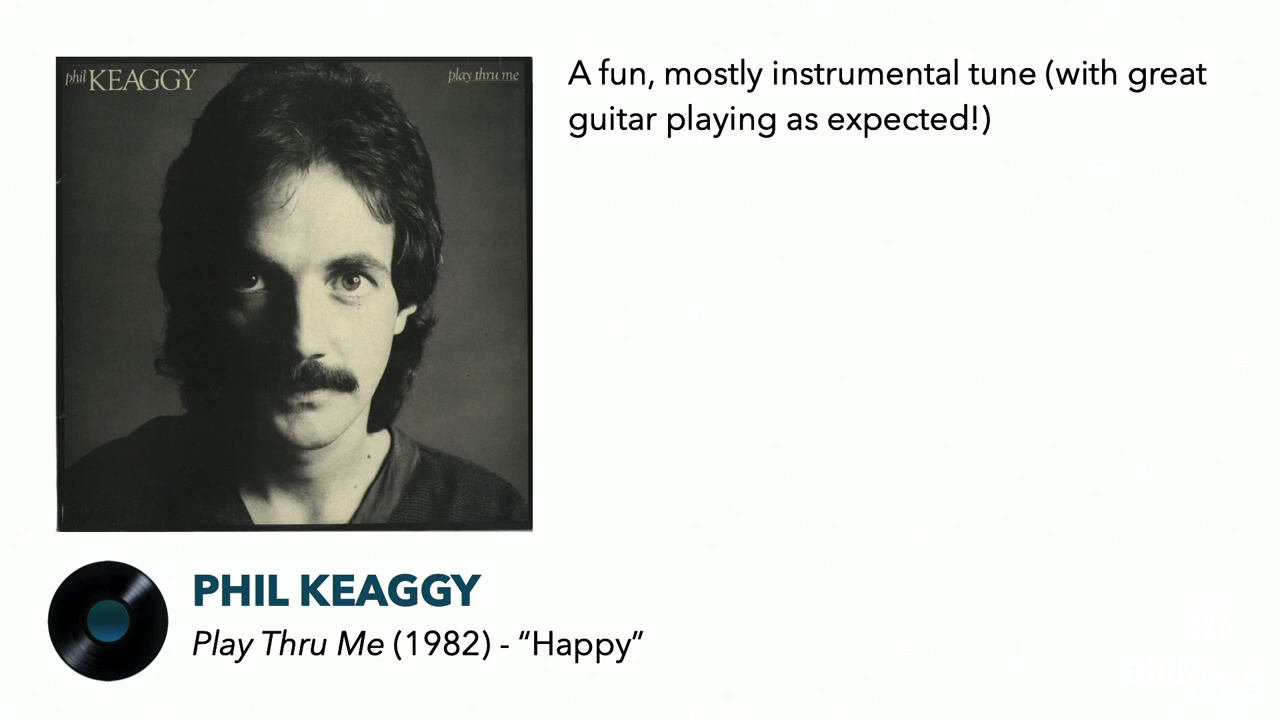 phil KEAGGY
play thru me
A fun, mostly instrumental tune (with great
guitar playing as expected!)
PHIL KEAGGY
Play Thru Me (1982) - “Happy”